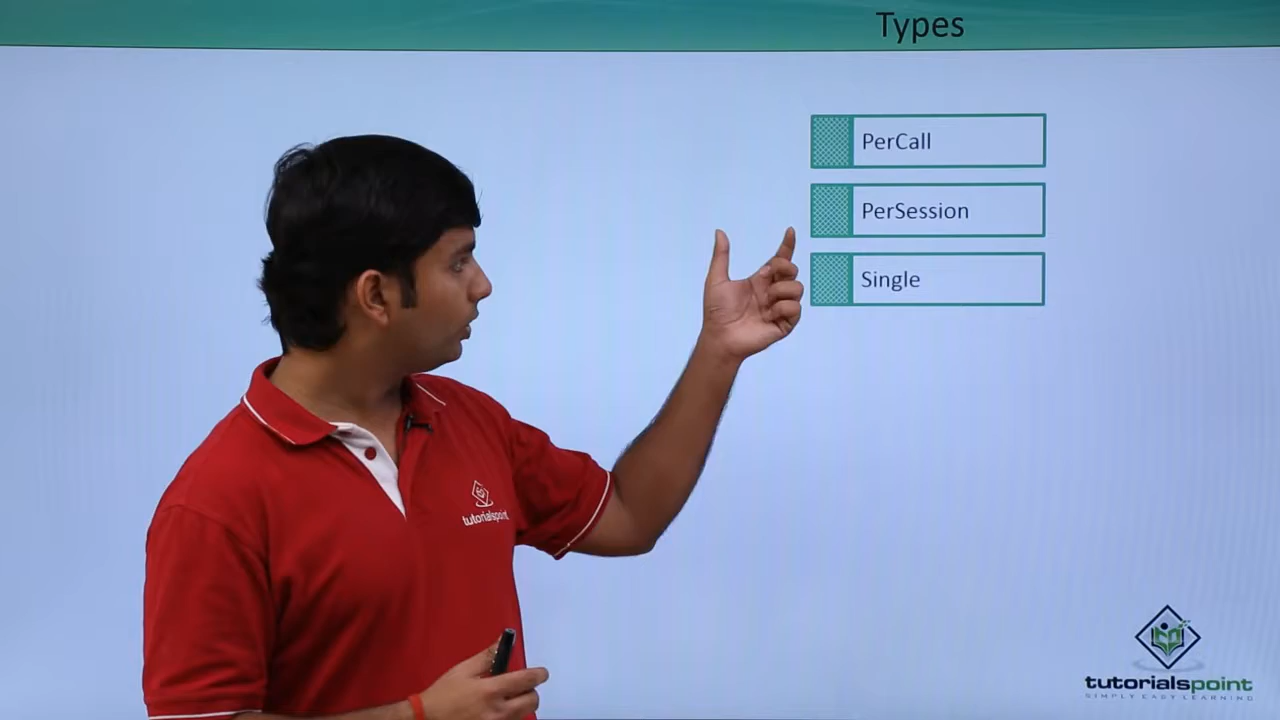 Types
PerCall
PerSession
Single
tutorialspoint
tutorialspoint
SIMPLY EASY LEARNING